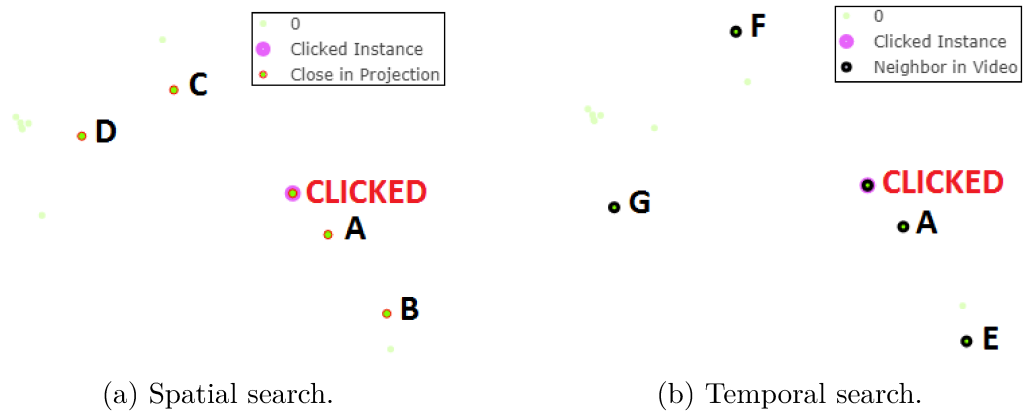 0
Clicked Instance
Close in Projection
C
D
CLICKED
A
B
(a) Spatial search.
0
Clicked Instance
Neighbor in Video
F
G
CLICKED
A
E
(b) Temporal search.